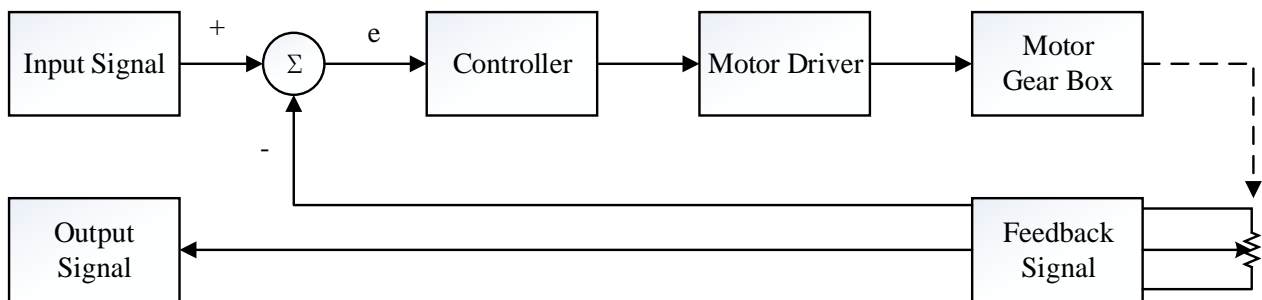 +
e
Input Signal
Σ
Controller
Motor Driver
Motor
Gear Box
-
Output
Signal
Feedback
Signal